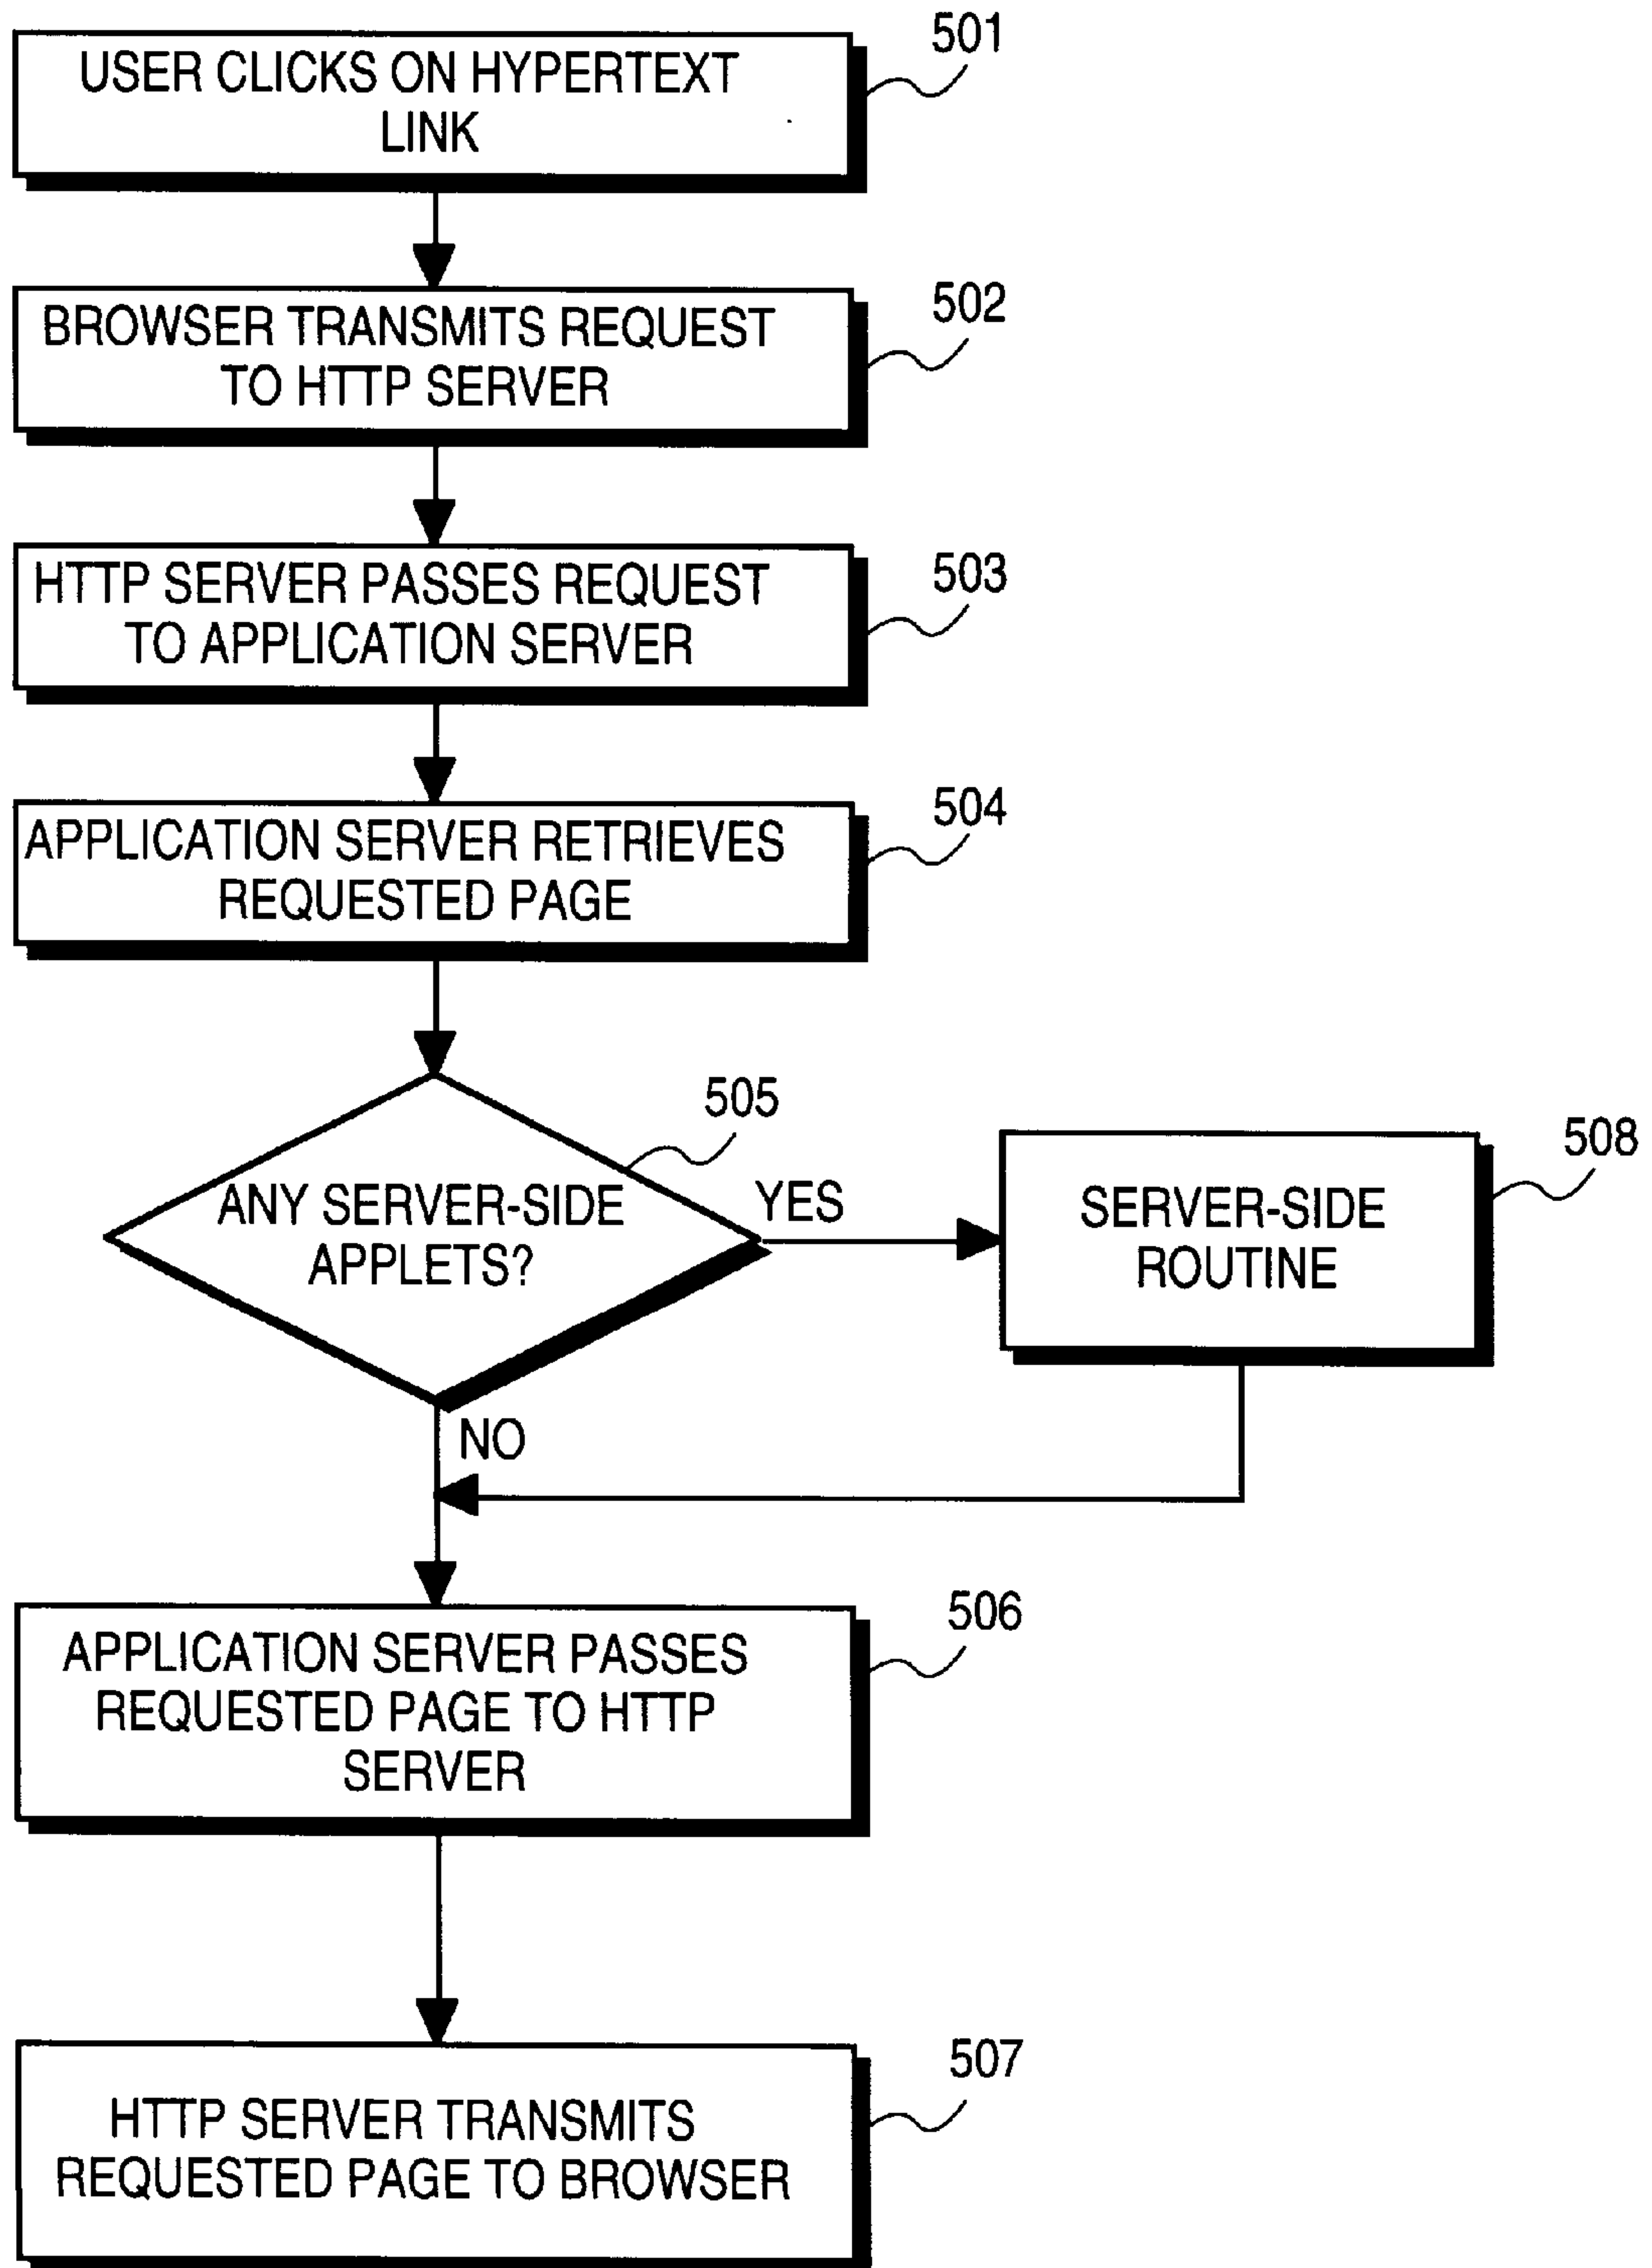 501
USER CLICKS ON HYPERTEXT
LINK
502
BROWSER TRANSMITS REQUEST
TO HTTP SERVER
503
HTTP SERVER PASSES REQUEST
TO APPLICATION SERVER
504
APPLICATION SERVER RETRIEVES
REQUESTED PAGE
505
ANY SERVER-SIDE
APPLETS?
YES
508
SERVER-SIDE
ROUTINE
NO
506
APPLICATION SERVER PASSES
REQUESTED PAGE TO HTTP
SERVER
507
HTTP SERVER TRANSMITS
REQUESTED PAGE TO BROWSER